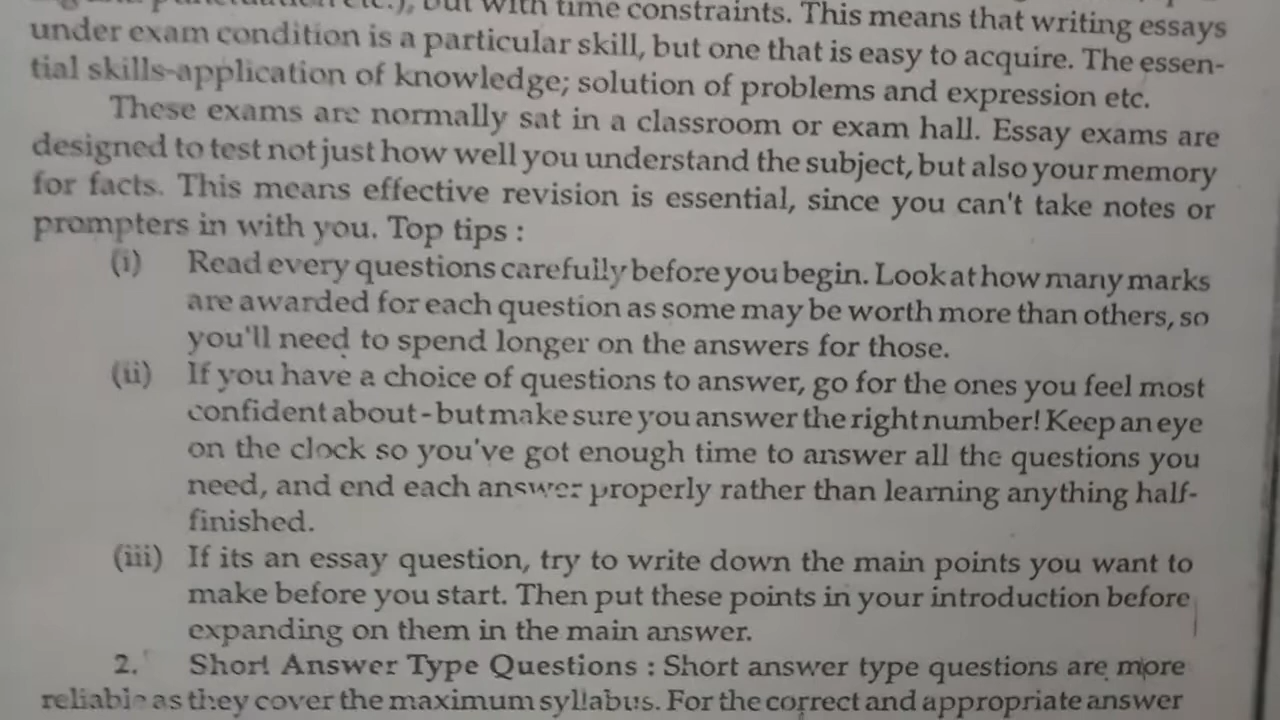 but with time constraints. This means that writing essays
under exam condition is a particular skill, but one that is easy to acquire. The essen-
tial skills-application of knowledge; solution of problems and expression etc.
These exams are normally sat in a classroom or exam hall. Essay exams are
designed to test not just how well you understand the subject, but also your memory
for facts. This means effective revision is essential, since you can't take notes or
prompters in with you. Top tips :
(i) Read every questions carefully before you begin. Look at how many marks
are awarded for each question as some may be worth more than others, so
you'll need to spend longer on the answers for those.
(ii) If you have a choice of questions to answer, go for the ones you feel most
confident about - but make sure you answer the right number! Keep an eye
on the clock so you've got enough time to answer all the questions you
need, and end each answer properly rather than learning anything half-
finished.
(iii) If its an essay question, try to write down the main points you want to
make before you start. Then put these points in your introduction before
expanding on them in the main answer.
2. Short Answer Type Questions : Short answer type questions are more
reliable as they cover the maximum syllabus. For the correct and appropriate answer